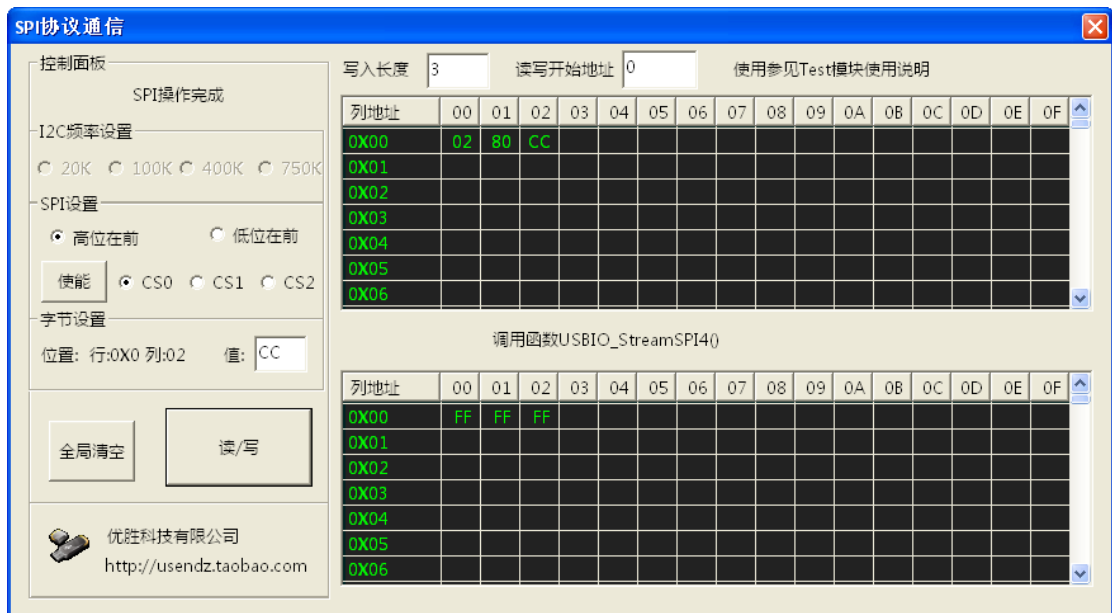 SPI协议通信
控制面板
SPI操作完成
I2C频率设置
20K 100K 400K 750K
SPI设置
高位在前 低位在前
使能 CS0 CS1 CS2
字节设置
位置: 行:0X0 列:02 值: CC
全局清空 读/写
优胜科技有限公司
http://usendz.taobao.com
写入长度 3 读写开始地址 0 使用参见Test模块使用说明
列地址 00 01 02 03 04 05 06 07 08 09 0A 0B 0C 0D 0E 0F
0X00 02 80 CC
0X01
0X02
0X03
0X04
0X05
0X06
调用函数USBIO_StreamSPI4()
列地址 00 01 02 03 04 05 06 07 08 09 0A 0B 0C 0D 0E 0F
0X00 FF FF FF
0X01
0X02
0X03
0X04
0X05
0X06